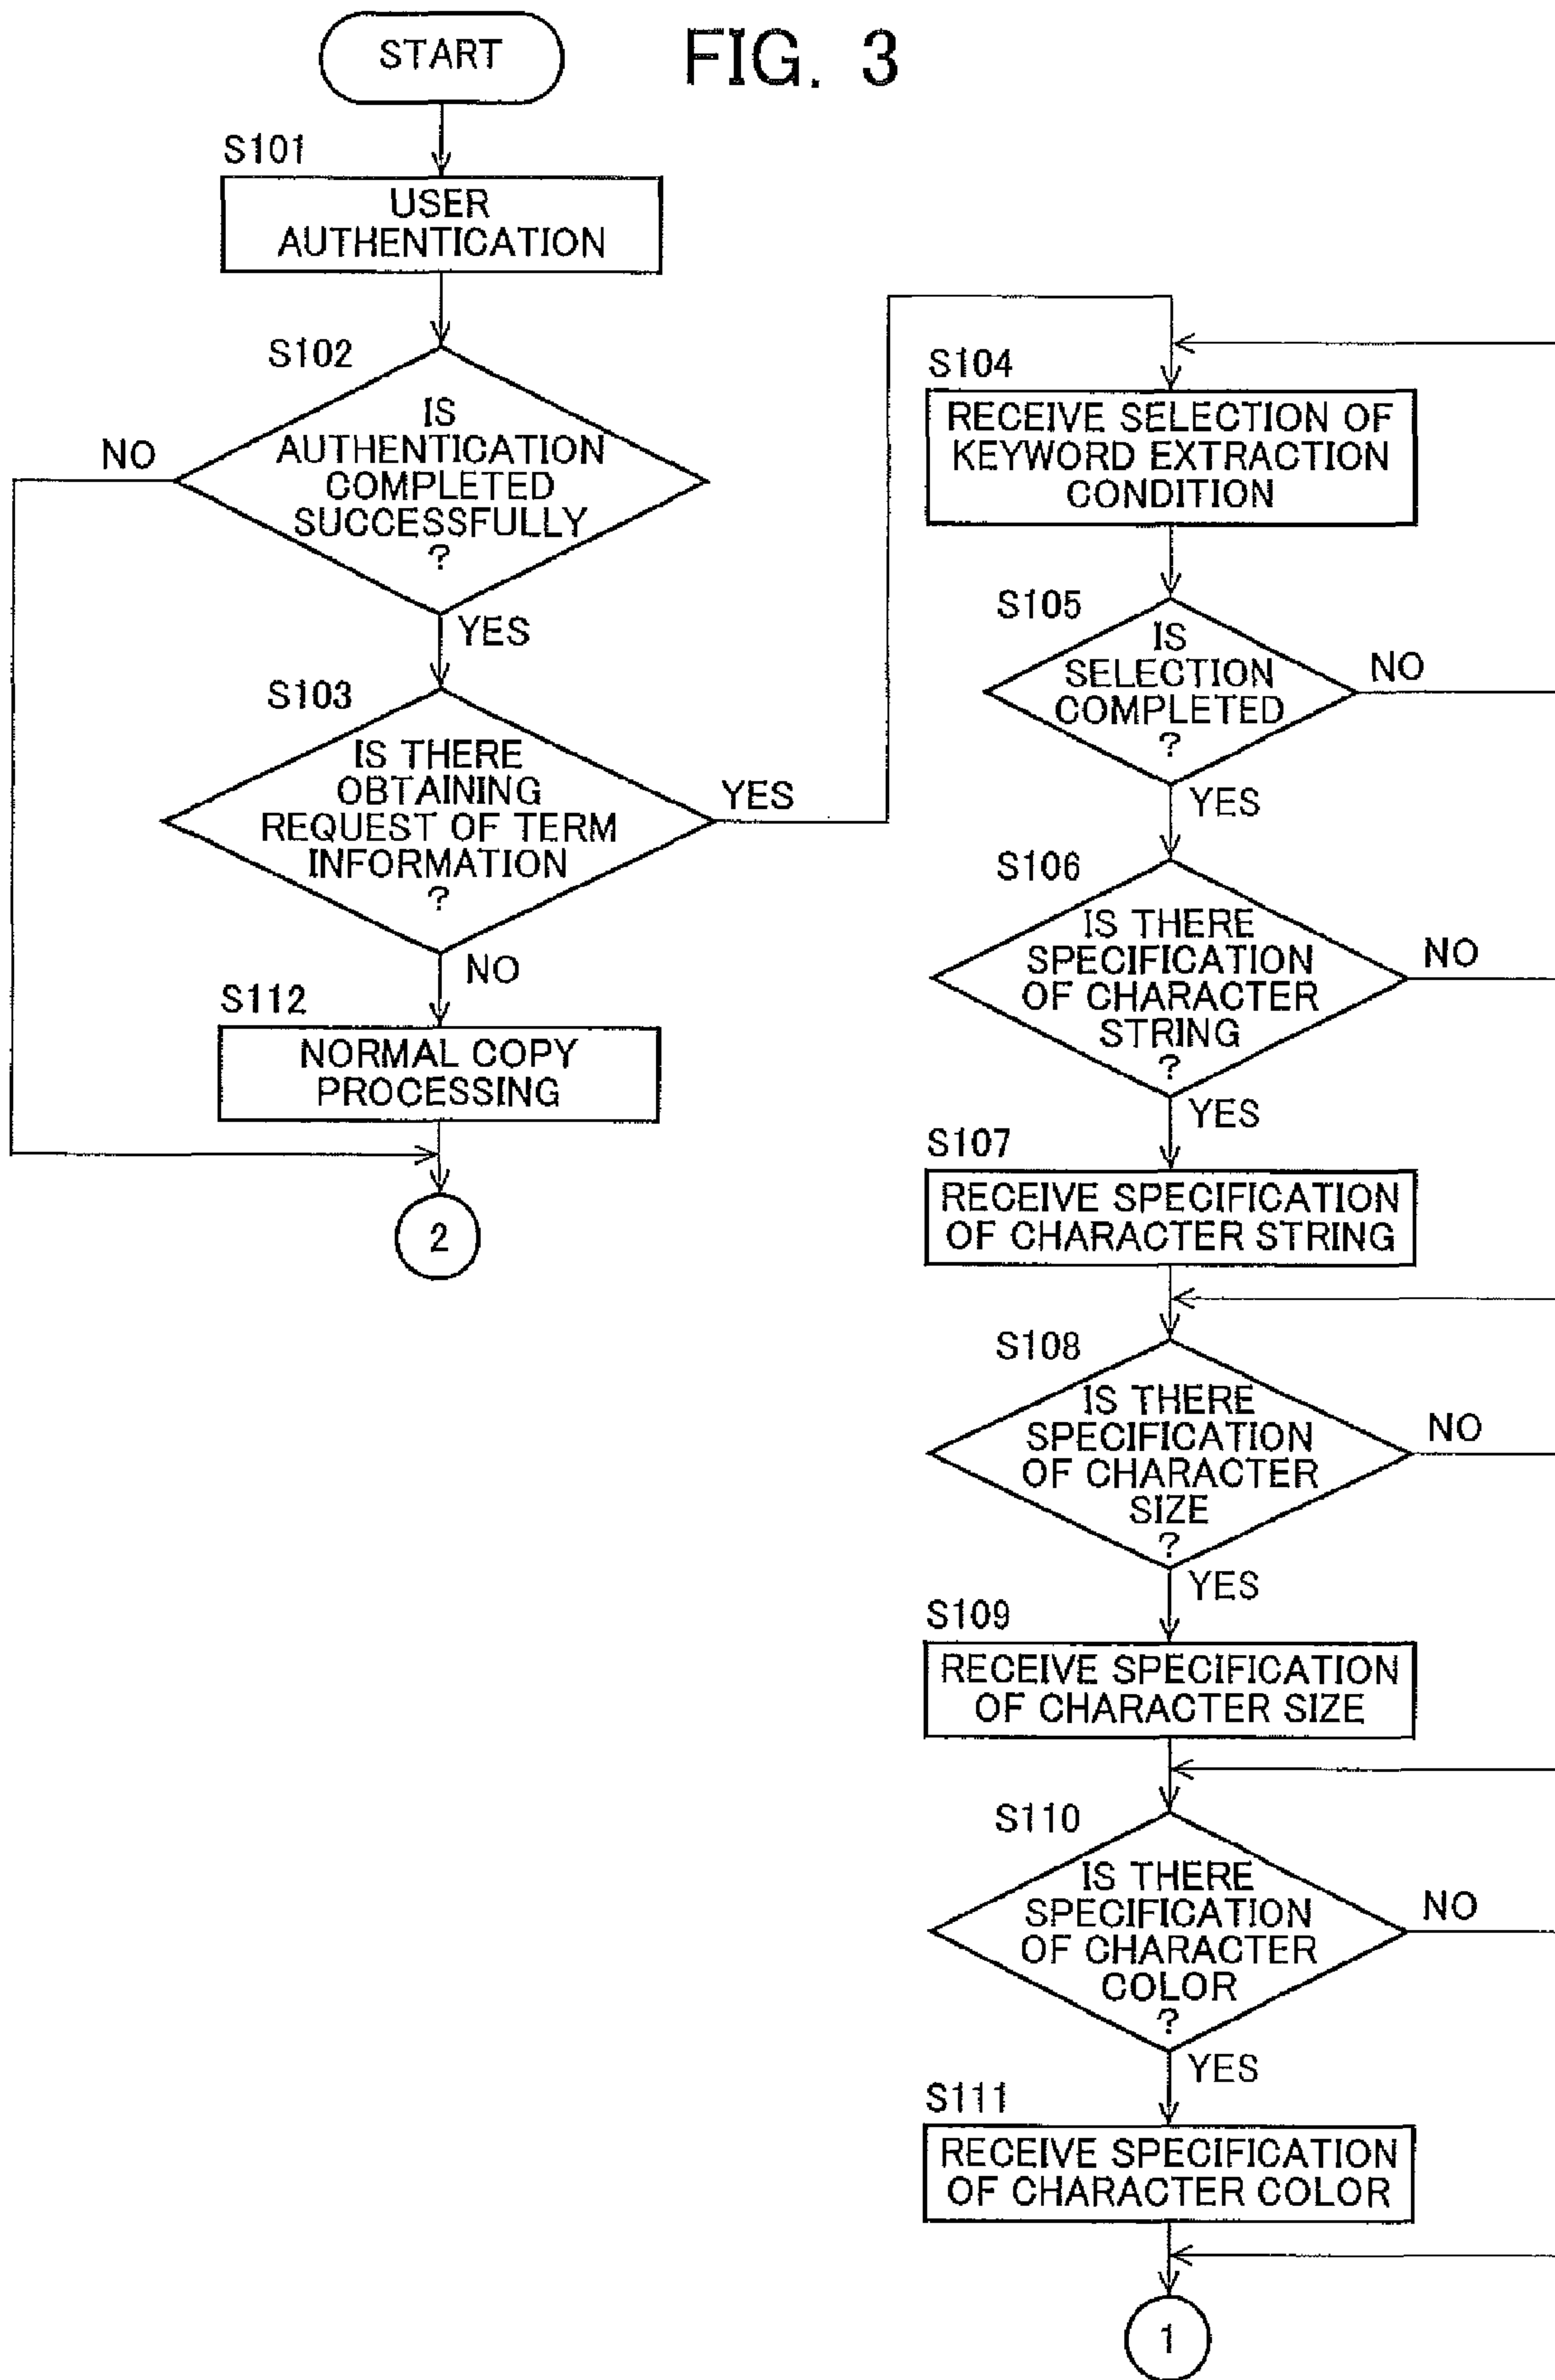 START
FIG. 3
S101
USER
AUTHENTICATION
S102
IS
AUTHENTICATION
COMPLETED
SUCCESSFULLY
?
NO
YES
S103
IS THERE
OBTAINING
REQUEST OF TERM
INFORMATION
?
YES
NO
S112
NORMAL COPY
PROCESSING
2
S104
RECEIVE SELECTION OF
KEYWORD EXTRACTION
CONDITION
S105
IS
SELECTION
COMPLETED
?
NO
YES
S106
IS THERE
SPECIFICATION
OF CHARACTER
STRING
?
NO
YES
S107
RECEIVE SPECIFICATION
OF CHARACTER STRING
S108
IS THERE
SPECIFICATION
OF CHARACTER
SIZE
?
NO
YES
S109
RECEIVE SPECIFICATION
OF CHARACTER SIZE
S110
IS THERE
SPECIFICATION
OF CHARACTER
COLOR
?
NO
YES
S111
RECEIVE SPECIFICATION
OF CHARACTER COLOR
1